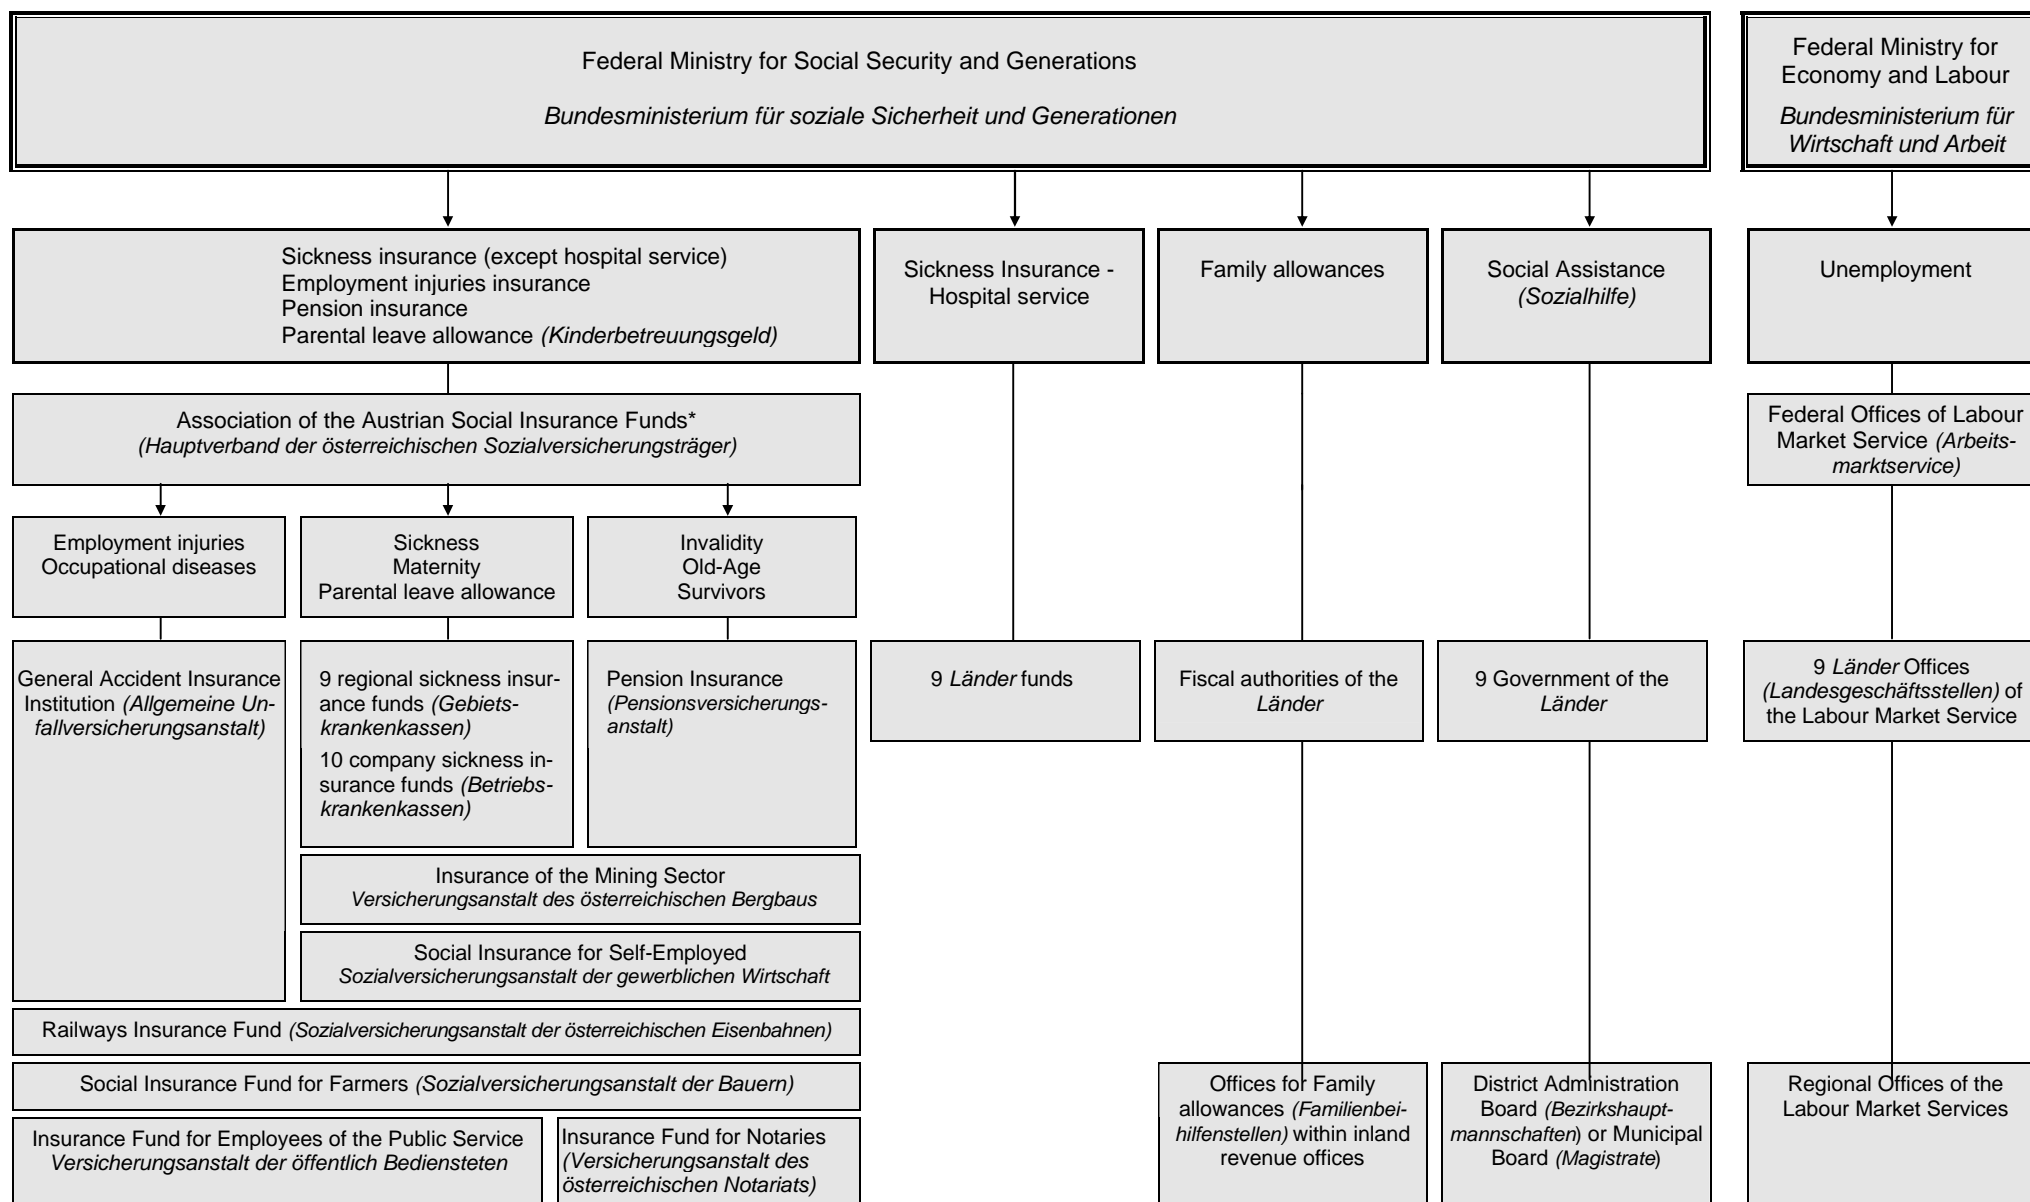 Federal Ministry for Social Security and Generations
Bundesministerium für soziale Sicherheit und Generationen
Federal Ministry for
Economy and Labour
Bundesministerium für
Wirtschaft und Arbeit
Sickness insurance (except hospital service)
Employment injuries insurance
Pension insurance
Parental leave allowance (Kinderbetreuungsgeld)
Sickness Insurance -
Hospital service
Family allowances
Social Assistance
(Sozialhilfe)
Unemployment
Association of the Austrian Social Insurance Funds*
(Hauptverband der österreichischen Sozialversicherungsträger)
Federal Offices of Labour
Market Service (Arbeits-
marktservice)
Employment injuries
Occupational diseases
Sickness
Maternity
Parental leave allowance
Invalidity
Old-Age
Survivors
General Accident Insurance
Institution (Allgemeine Un-
fallversicherungsanstalt)
9 regional sickness insur-
ance funds (Gebiets-
krankenkassen)
10 company sickness in-
surance funds (Betriebs-
krankenkassen)
Pension Insurance
(Pensionsversicherungs-
anstalt)
9 Länder funds
Fiscal authorities of the
Länder
9 Government of the
Länder
9 Länder Offices
(Landesgeschäftsstellen) of
the Labour Market Service
Insurance of the Mining Sector
Versicherungsanstalt des österreichischen Bergbaus
Social Insurance for Self-Employed
Sozialversicherungsanstalt der gewerblichen Wirtschaft
Railways Insurance Fund (Sozialversicherungsanstalt der österreichischen Eisenbahnen)
Social Insurance Fund for Farmers (Sozialversicherungsanstalt der Bauern)
Insurance Fund for Employees of the Public Service
Versicherungsanstalt der öffentlich Bediensteten
Insurance Fund for Notaries
(Versicherungsanstalt des
österreichischen Notariats)
Offices for Family
allowances (Familienbei-
hilfenstellen) within inland
revenue offices
District Administration
Board (Bezirkshaupt-
mannschaften) or Municipal
Board (Magistrate)
Regional Offices of the
Labour Market Services